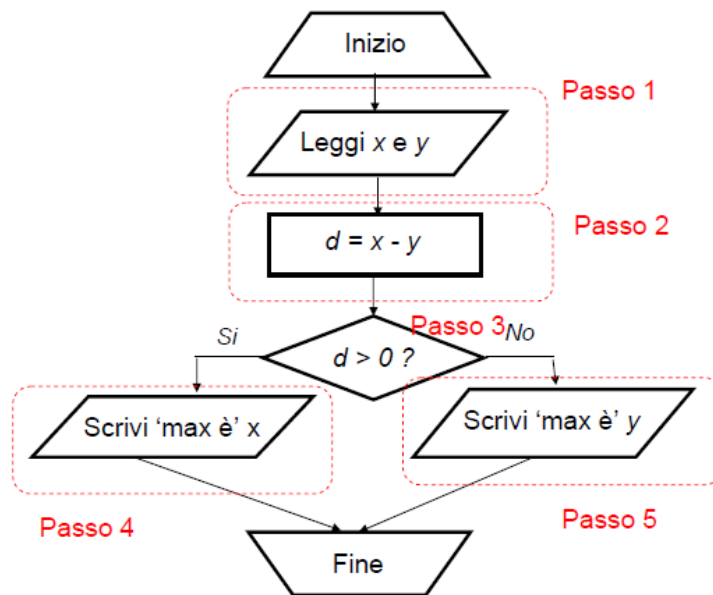 Inizio
Passo 1
Leggi x e y
Passo 2
d = x - y
Passo 3
Si
No
d > 0 ?
Scrivi ‘max è’ x
Scrivi ‘max è’ y
Passo 4
Passo 5
Fine